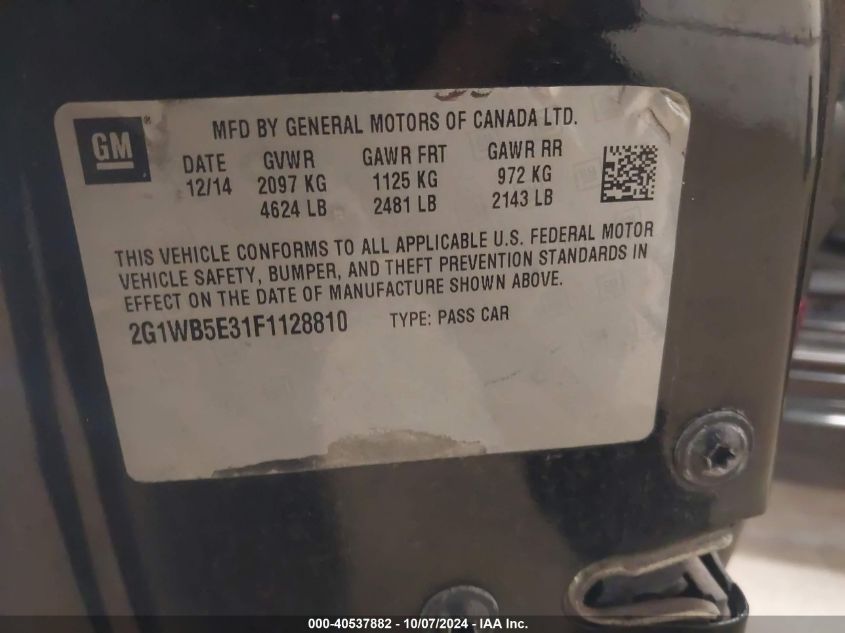 GM®
MFD BY GENERAL MOTORS OF CANADA LTD.
DATE GVWR GAWR FRT GAWR RR
12/14 2097 KG 1125 KG 972 KG
4624 LB 2481 LB 2143 LB
THIS VEHICLE CONFORMS TO ALL APPLICABLE U.S. FEDERAL MOTOR
VEHICLE SAFETY, BUMPER, AND THEFT PREVENTION STANDARDS IN
EFFECT ON THE DATE OF MANUFACTURE SHOWN ABOVE.
2G1WB5E31F1128810 TYPE: PASS CAR
000-40537882 - 10/07/2024 - IAA Inc.